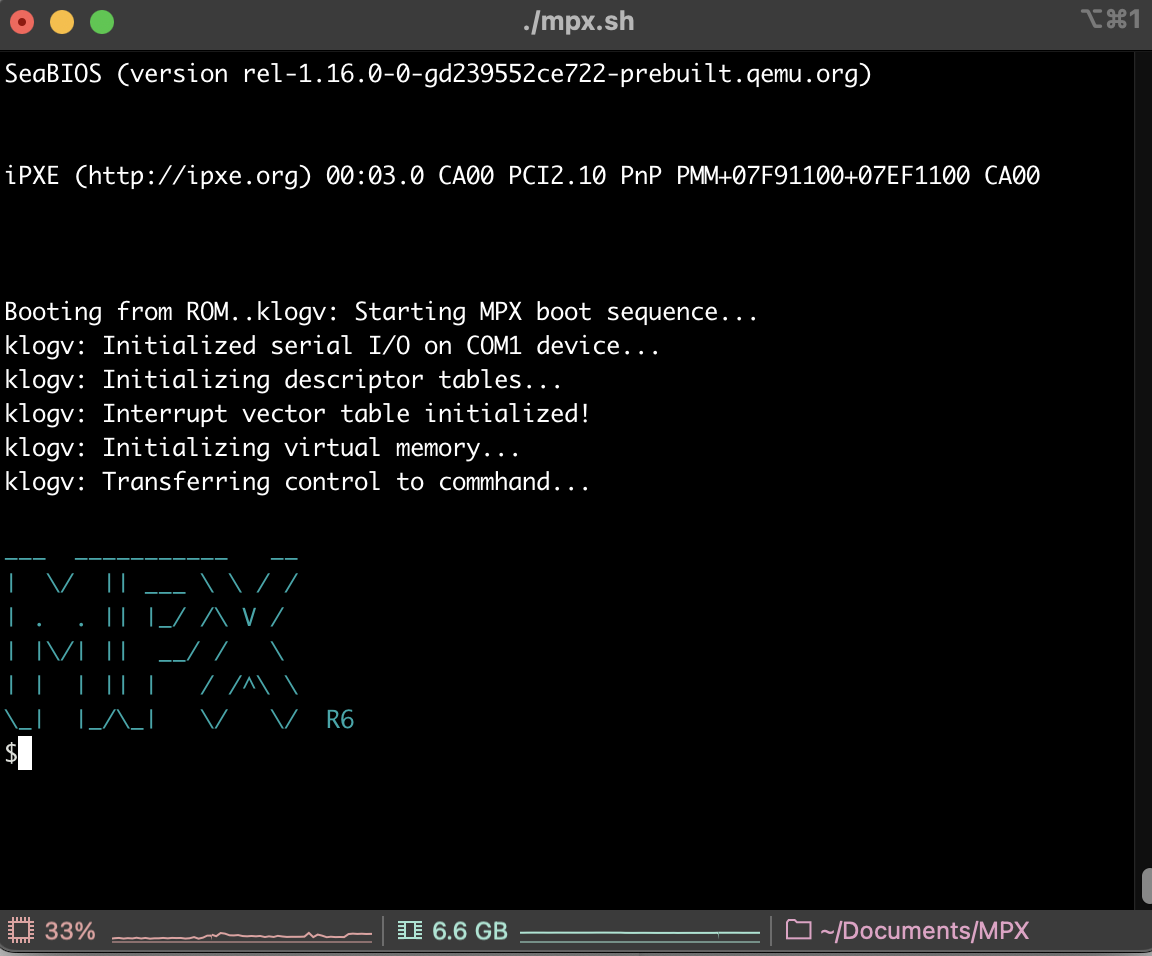 ./mpx.sh
⌥⌘1
SeaBIOS (version rel-1.16.0-0-gd239552ce722-prebuilt.qemu.org)
iPXE (http://ipxe.org) 00:03.0 CA00 PCI2.10 PnP PMM+07F91100+07EF1100 CA00
Booting from ROM..klogv: Starting MPX boot sequence...
klogv: Initialized serial I/O on COM1 device...
klogv: Initializing descriptor tables...
klogv: Interrupt vector table initialized!
klogv: Initializing virtual memory...
klogv: Transferring control to commhand...
___  ___________   __
|  \/  || ___ \ \ / /
| .  . || |_/ /\ V /
| |\/| ||  __/ /   \
| |  | || |   / /^\ \
\_|  |_/\_|   \/   \/  R6
$
33%
6.6 GB
~/Documents/MPX